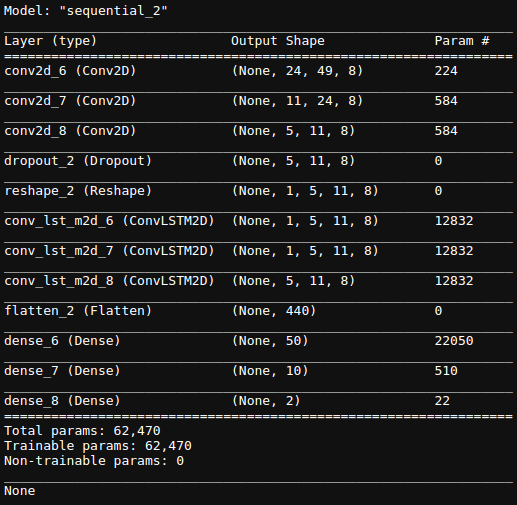 Model: "sequential_2"
Layer (type) Output Shape Param #
conv2d_6 (Conv2D) (None, 24, 49, 8) 224
conv2d_7 (Conv2D) (None, 11, 24, 8) 584
conv2d_8 (Conv2D) (None, 5, 11, 8) 584
dropout_2 (Dropout) (None, 5, 11, 8) 0
reshape_2 (Reshape) (None, 1, 5, 11, 8) 0
conv_lst_m2d_6 (ConvLSTM2D) (None, 1, 5, 11, 8) 12832
conv_lst_m2d_7 (ConvLSTM2D) (None, 1, 5, 11, 8) 12832
conv_lst_m2d_8 (ConvLSTM2D) (None, 5, 11, 8) 12832
flatten_2 (Flatten) (None, 440) 0
dense_6 (Dense) (None, 50) 22050
dense_7 (Dense) (None, 10) 510
dense_8 (Dense) (None, 2) 22
Total params: 62,470
Trainable params: 62,470
Non-trainable params: 0
None